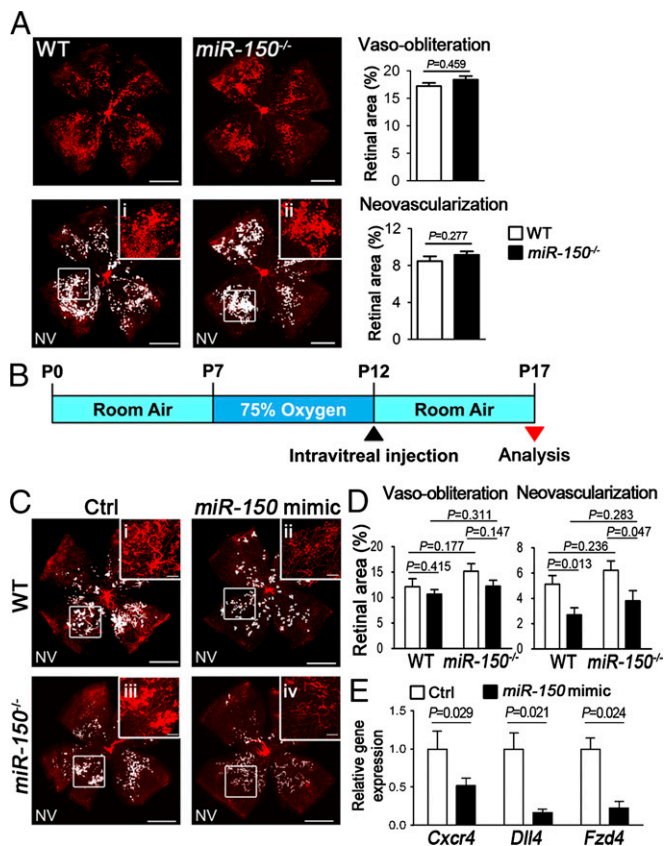 A
WT
miR-150-/-
Vaso-obliteration
P=0.459
Retinal area (%)
20
15
10
5
0
i
ii
NV
NV
Neovascularization
P=0.277
Retinal area (%)
12
8
4
0
WT
miR-150-/-
B
P0
P7
P12
P17
Room Air
75% Oxygen
Room Air
Intravitreal injection
Analysis
C
Ctrl
miR-150 mimic
WT
i
ii
NV
NV
miR-150-/-
iii
iv
NV
NV
D
Vaso-obliteration
Neovascularization
Retinal area (%)
P=0.311
P=0.147
P=0.177
P=0.415
20
15
10
5
0
WT
miR-150-/-
P=0.283
P=0.047
P=0.236
P=0.013
8
6
4
2
0
WT
miR-150-/-
E
Ctrl
miR-150 mimic
Relative gene
expression
P=0.029
P=0.021
P=0.024
1.5
1.0
0.5
0.0
Cxcr4
Dll4
Fzd4